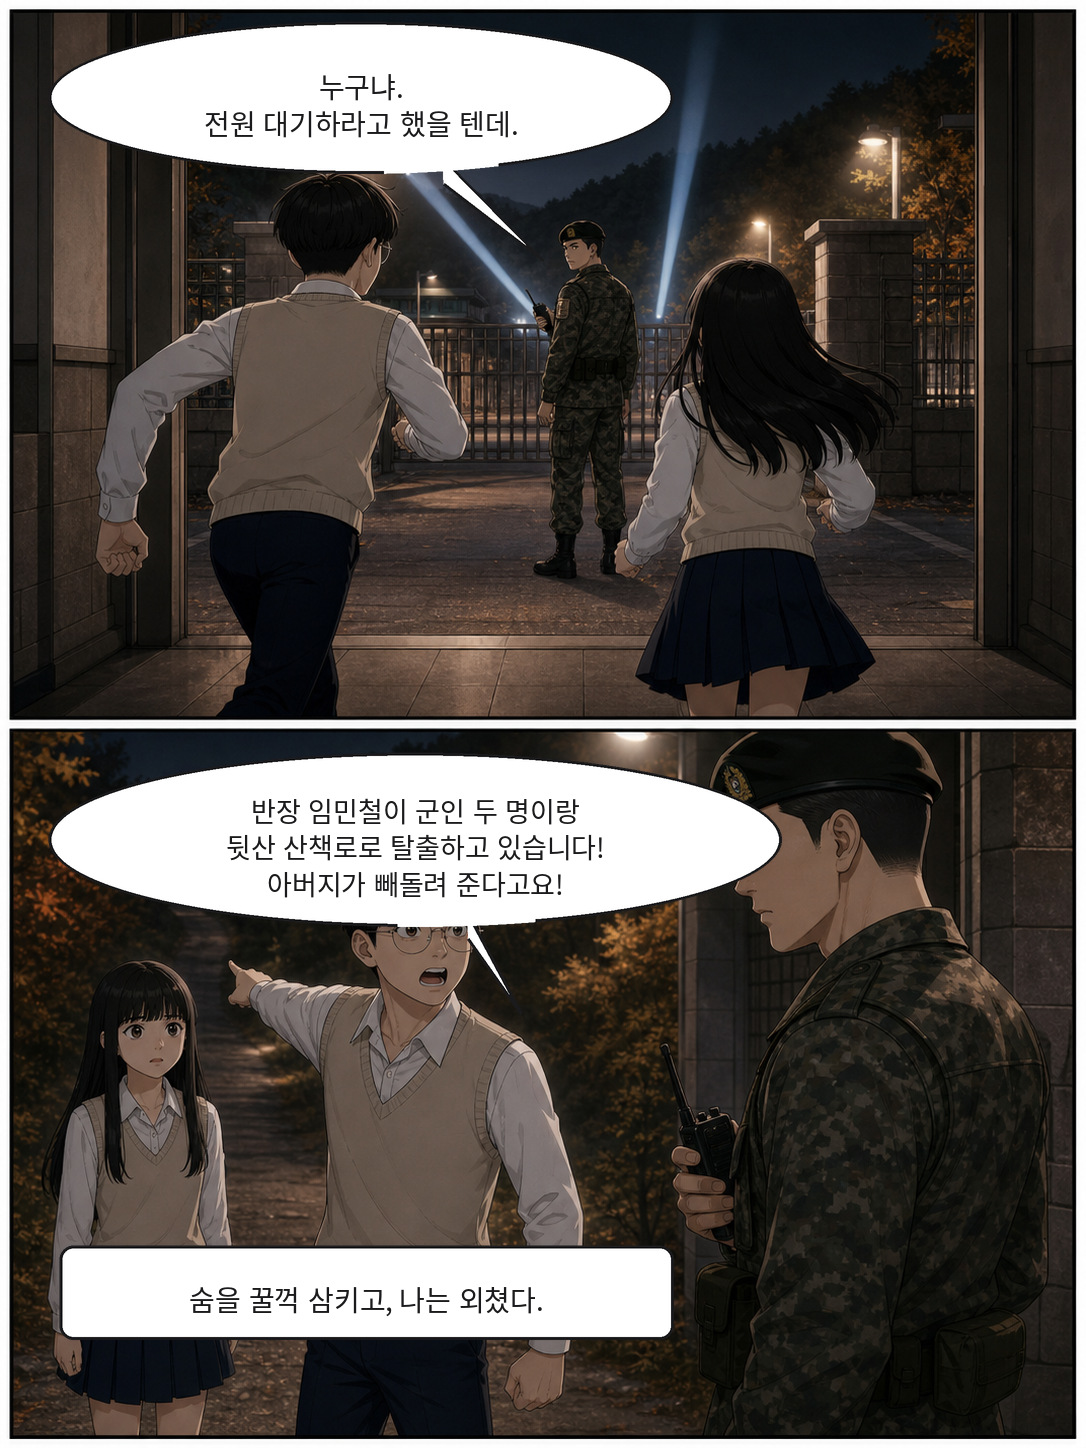 누구냐.
전원 대기하라고 했을 텐데.
반장 임민철이 군인 두 명이랑
뒷산 산책로로 탈출하고 있습니다!
아버지가 빼돌려 준다고요!
숨을 꿀꺽 삼키고, 나는 외쳤다.